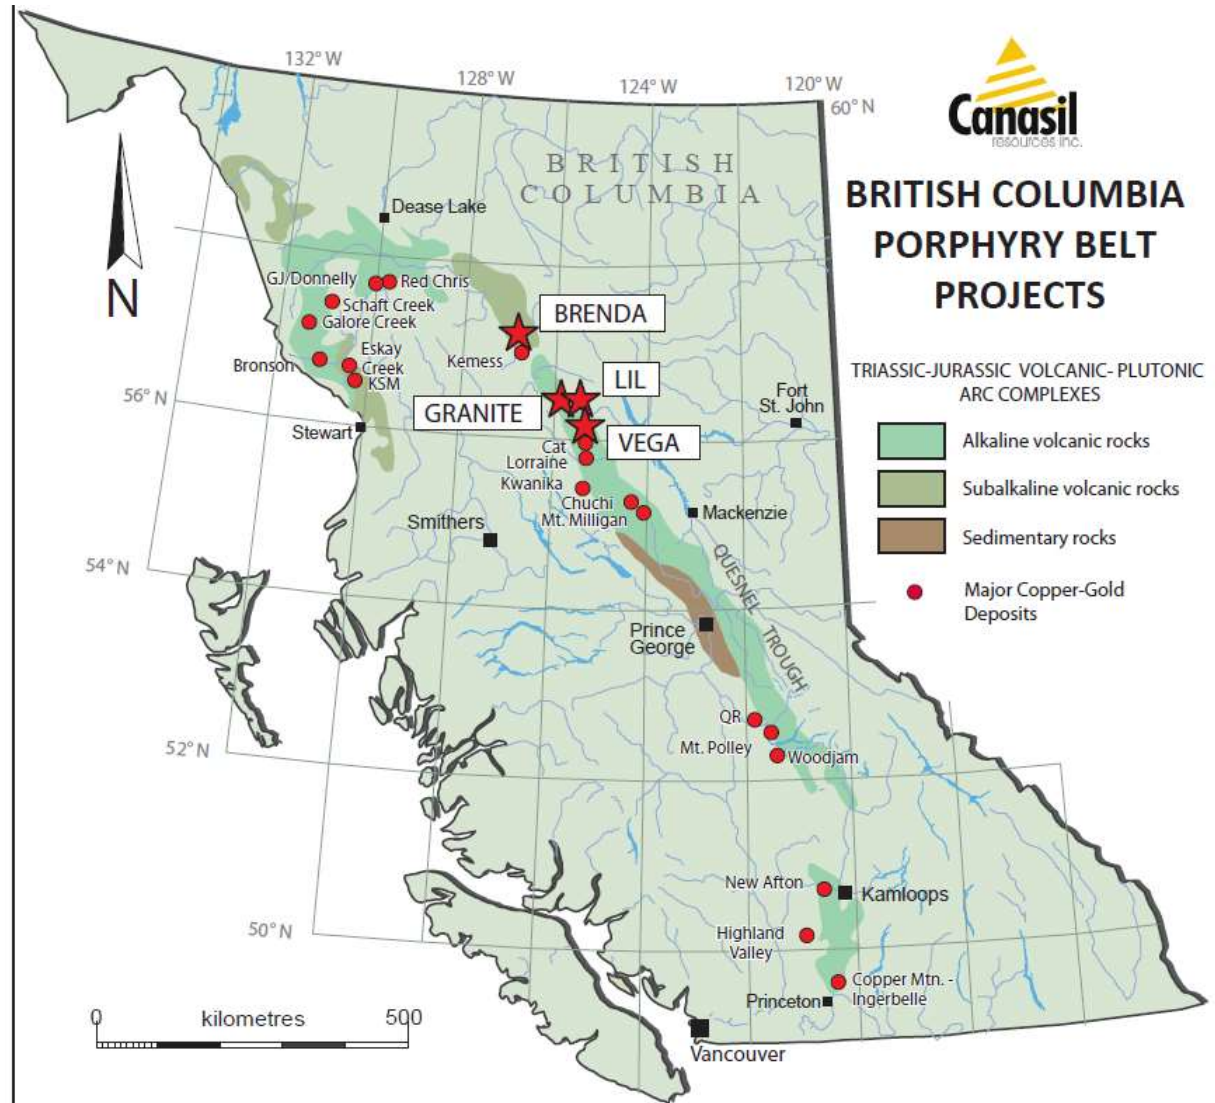 132° W
128° W
124° W
120° W
60° N
Canasil
resources inc.
BRITISH COLUMBIA
PORPHYRY BELT
PROJECTS
BRITISH
COLUMBIA
Dease Lake
GJ/Donnelly
Red Chris
Schaft Creek
Galore Creek
BRENDA
Bronson
Eskay
Creek
KSM
Kemess
LIL
GRANITE
VEGA
56° N
Stewart
Fort
St. John
TRIASSIC-JURASSIC VOLCANIC- PLUTONIC
ARC COMPLEXES
Alkaline volcanic rocks
Subalkaline volcanic rocks
Sedimentary rocks
Major Copper-Gold
Deposits
Cat
Lorraine
Kwanika
Chuchi
Mt. Milligan
Mackenzie
Smithers
54° N
QUESNEL TROUGH
Prince
George
QR
Mt. Polley
Woodjam
52° N
New Afton
Kamloops
Highland
Valley
50° N
Copper Mtn. -
Ingerbelle
Princeton
Vancouver
N
0 kilometres 500